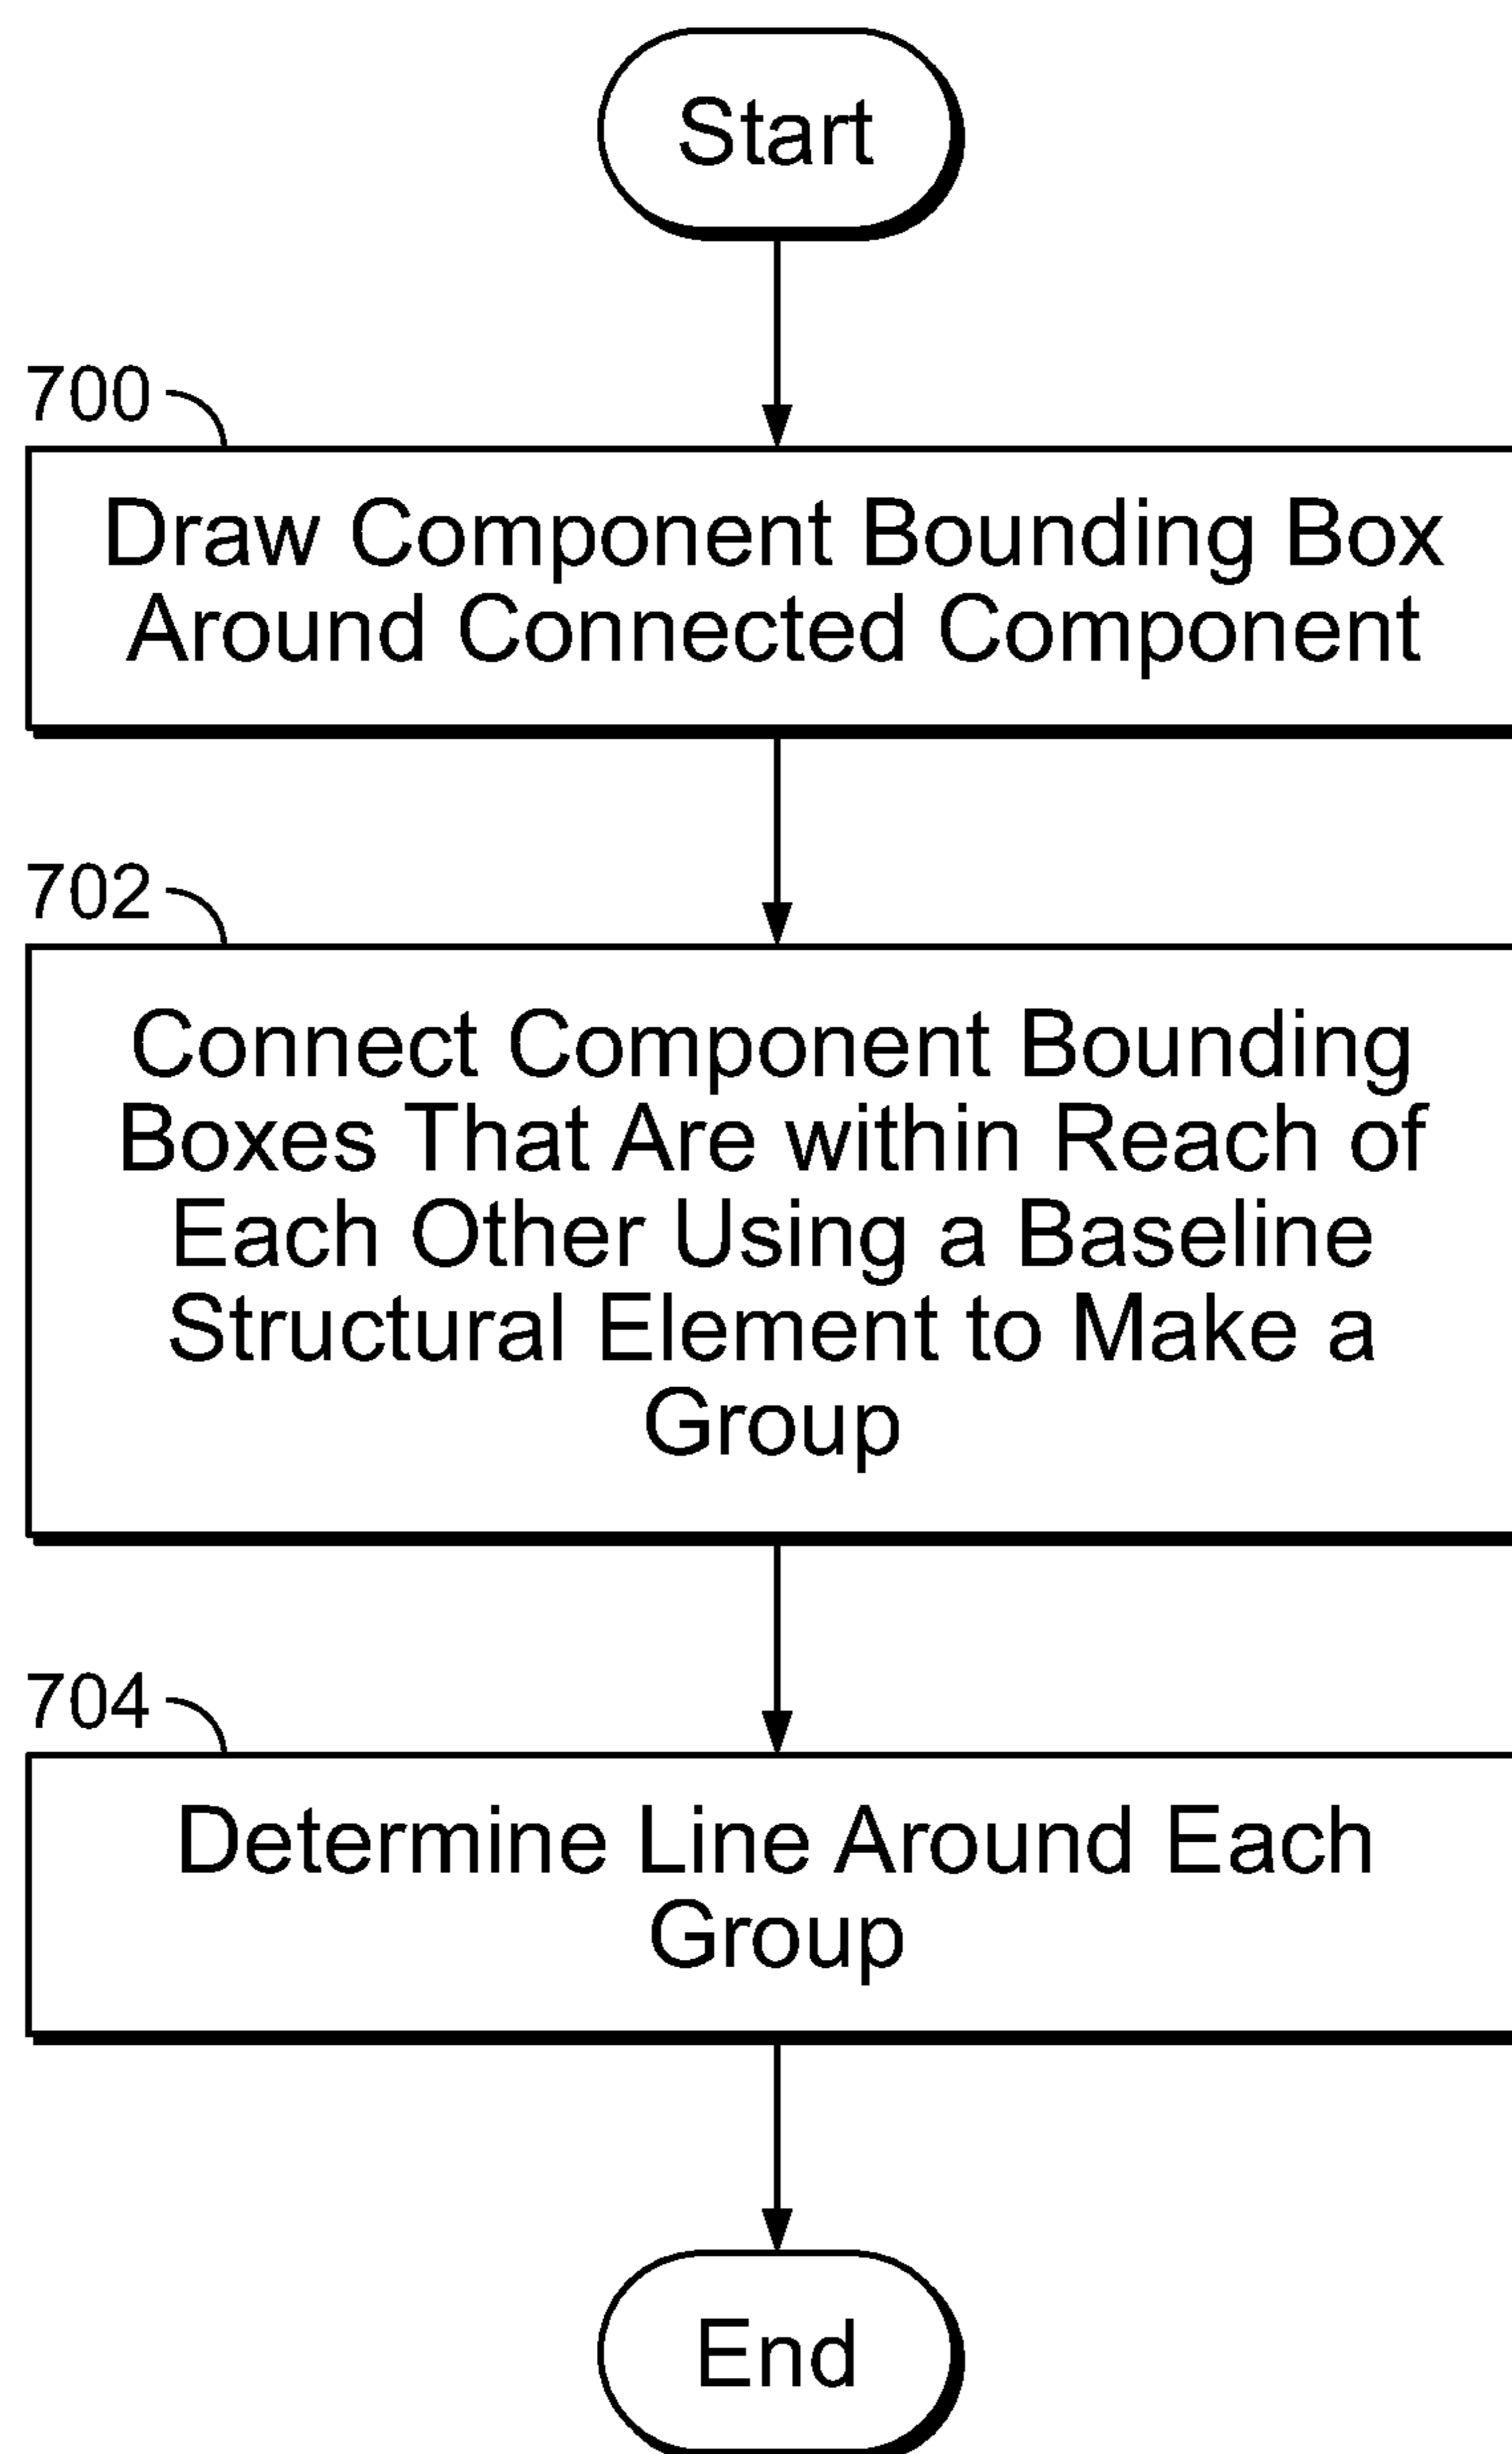 Start
700
Draw Component Bounding Box
Around Connected Component
702
Connect Component Bounding
Boxes That Are within Reach of
Each Other Using a Baseline
Structural Element to Make a
Group
704
Determine Line Around Each
Group
End